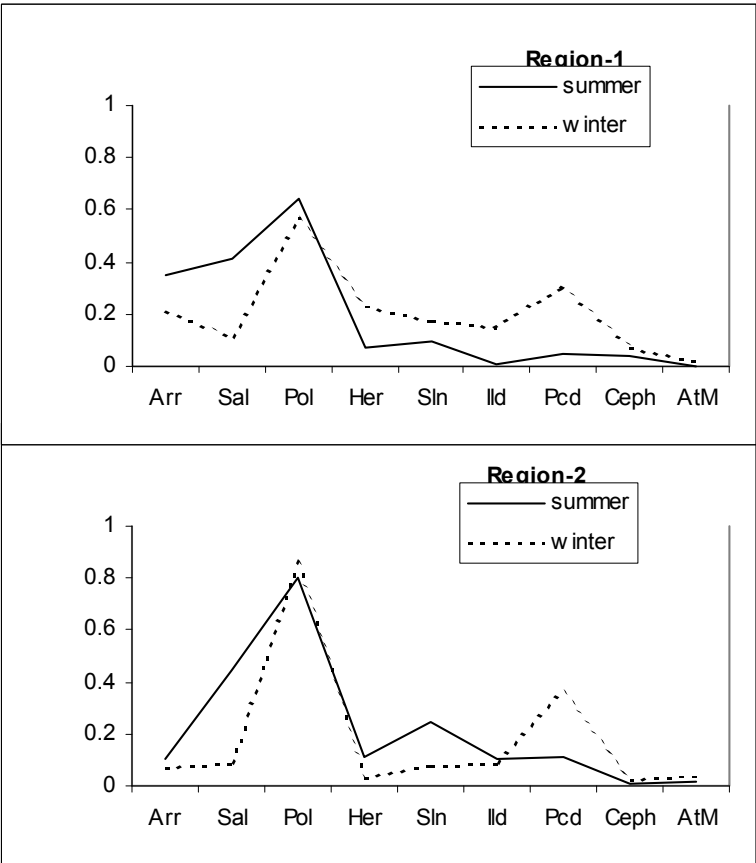 Region-1
summer
winter
1
0.8
0.6
0.4
0.2
0
Arr Sal Pol Her Sln Ild Pcd Ceph AtM
Region-2
summer
winter
1
0.8
0.6
0.4
0.2
0
Arr Sal Pol Her Sln Ild Pcd Ceph AtM